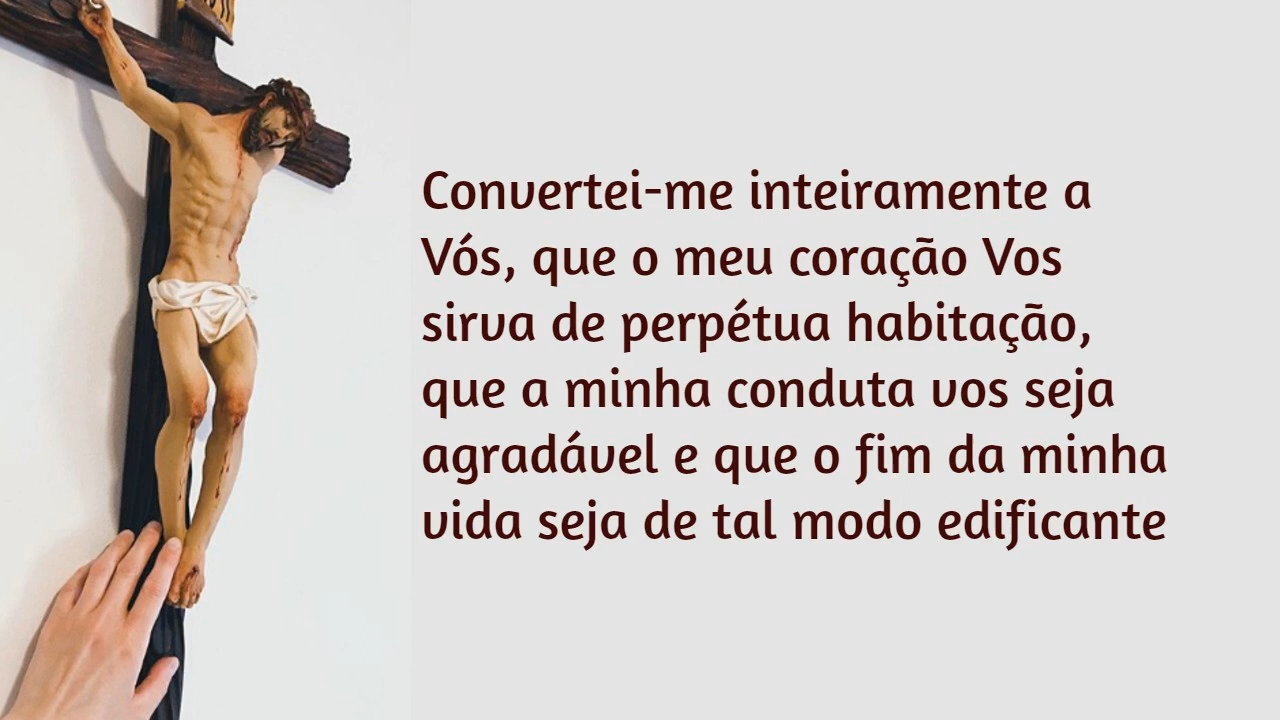 Convertei-me inteiramente a
Vós, que o meu coração Vos
sirva de perpétua habitação,
que a minha conduta vos seja
agradável e que o fim da minha
vida seja de tal modo edificante